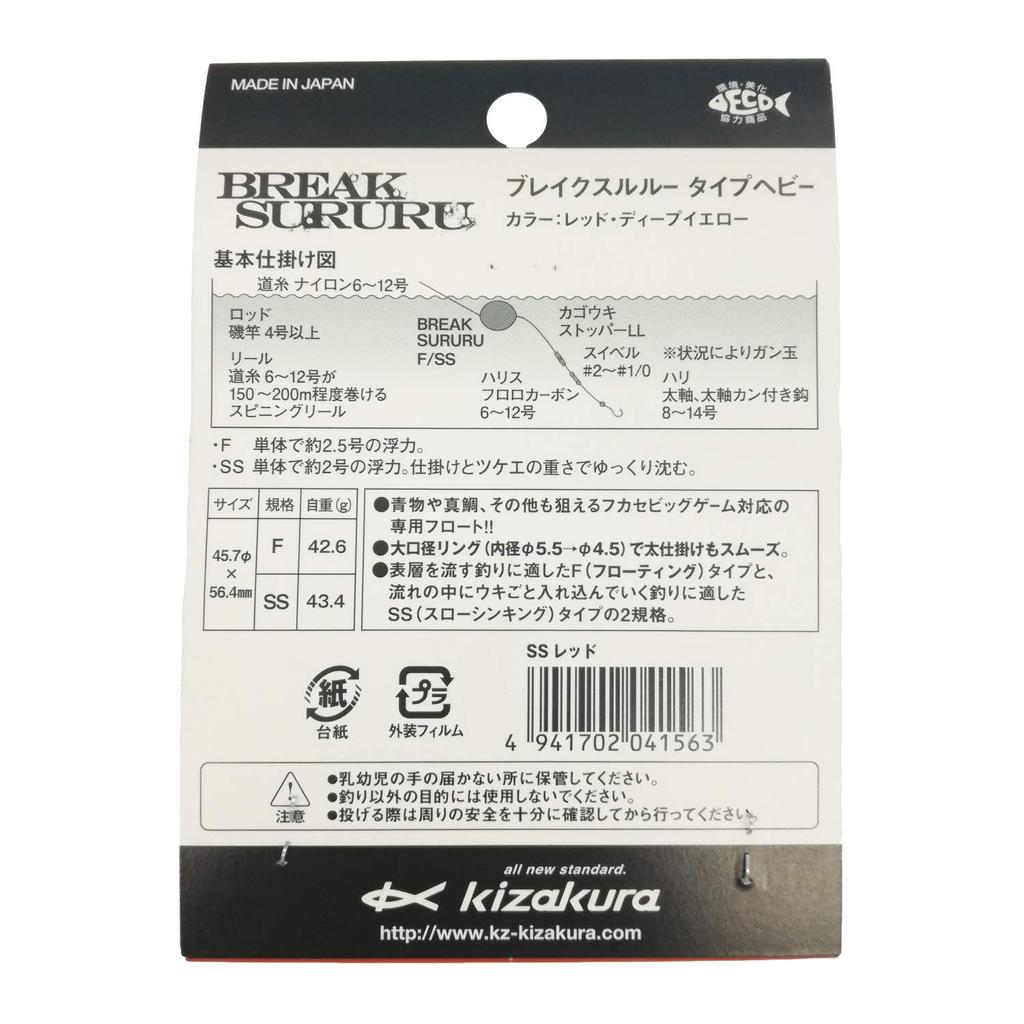 MADE IN JAPAN
環境・美化
ECO
協力商品
BREAK
SURURU
ブレイクスルルー タイプヘビー
カラー:レッド・ディープイエロー
基本仕掛け図
道糸 ナイロン6〜12号
ロッド
磯竿 4号以上
リール
道糸 6〜12号が
150〜200m程度巻ける
スピニングリール
BREAK
SURURU
F/SS
カゴウキ
ストッパーLL
スイベル
#2〜#1/0
ハリス
フロロカーボン
6〜12号
※状況によりガン玉
ハリ
太軸、太軸カン付き鈎
8〜14号
・F 単体で約2.5号の浮力。
・SS 単体で約2号の浮力。仕掛けとツケエの重さでゆっくり沈む。
サイズ 規格 自重(g)
45.7φ
×
56.4mm
F 42.6
SS 43.4
●青物や真鯛、その他も狙えるフカセビッグゲーム対応の
専用フロート!!
●大口径リング(内径φ5.5→φ4.5)で太仕掛けもスムーズ。
●表層を流す釣りに適したF(フローティング)タイプと、
流れの中にウキごと入れ込んでいく釣りに適した
SS(スローシンキング)タイプの2規格。
SS レッド
紙
台紙
プラ
外装フィルム
4 941702 041563
注意
●乳幼児の手の届かない所に保管してください。
●釣り以外の目的には使用しないでください。
●投げる際は周りの安全を十分に確認してから行ってください。
all new standard.
kizakura
http://www.kz-kizakura.com